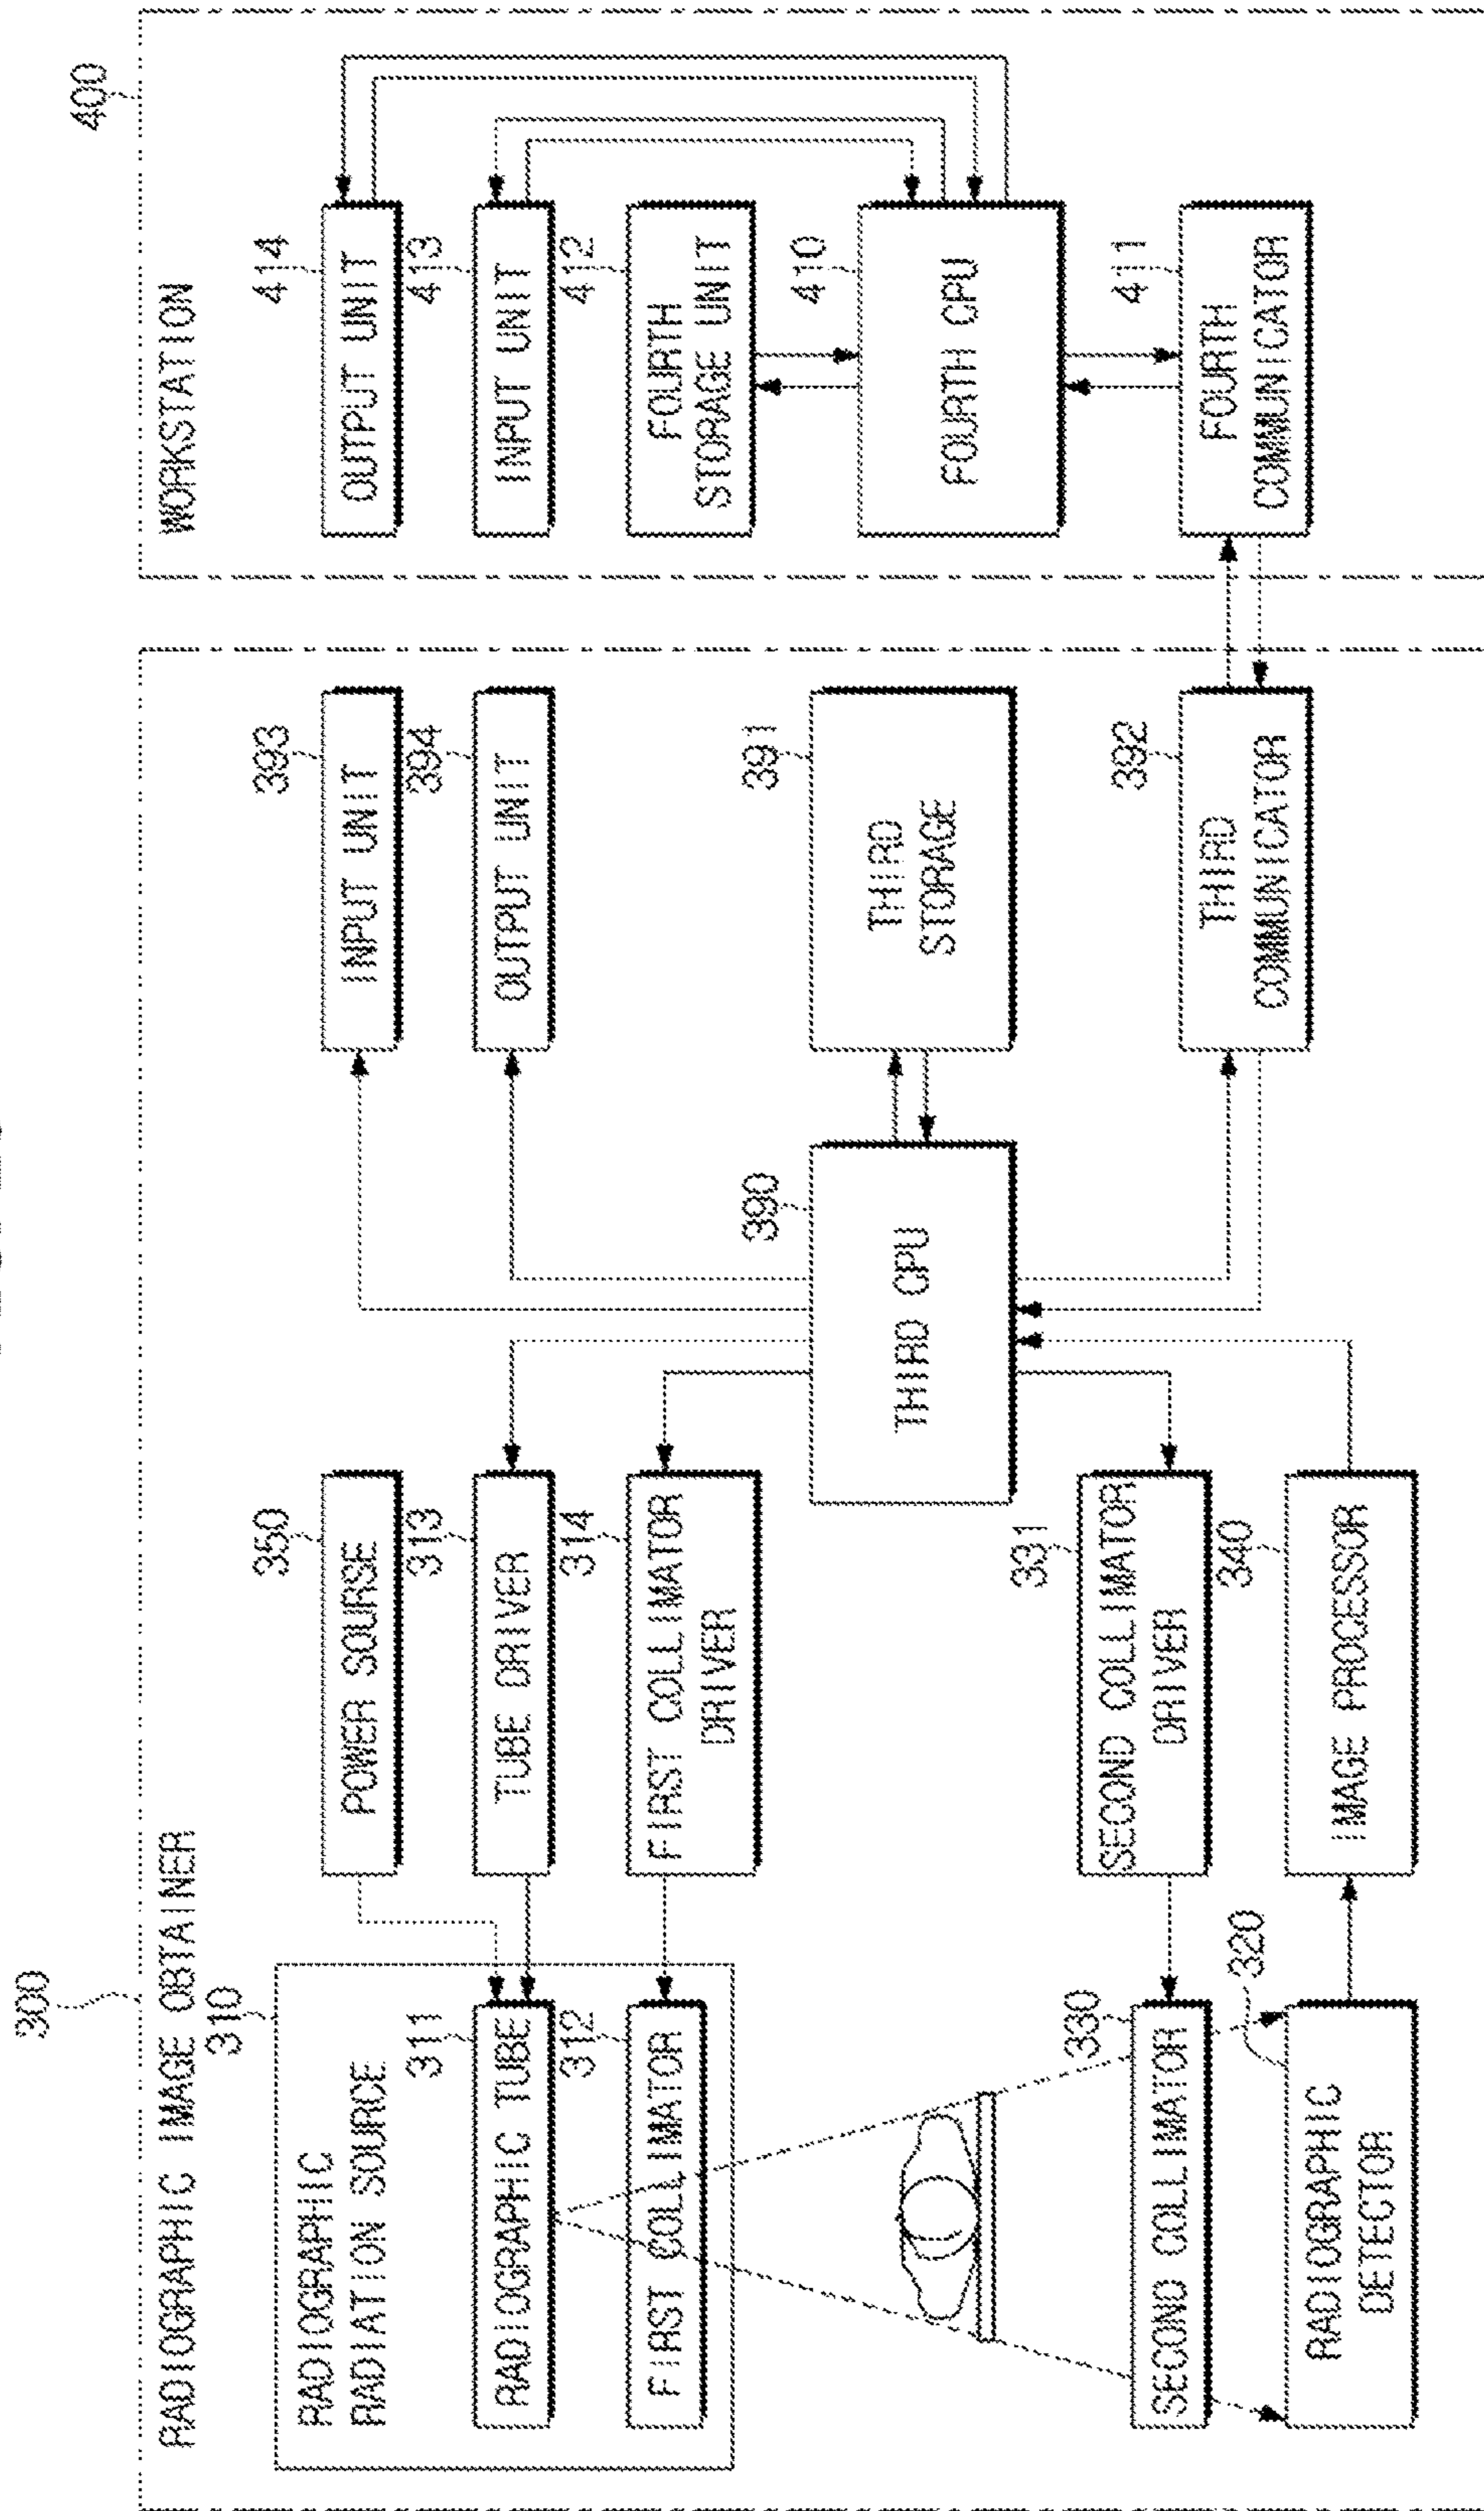 300
RADIOGRAPHIC IMAGE OBTAINER
310
RADIOGRAPHIC
RADIATION SOURCE
311
RADIOGRAPHIC TUBE
312
FIRST COLLIMATOR
330
SECOND COLLIMATOR
320
RADIOGRAPHIC
DETECTOR
350
POWER SOURSE
313
TUBE DRIVER
314
FIRST COLLIMATOR
DRIVER
331
SECOND COLLIMATOR
DRIVER
340
IMAGE PROCESSOR
390
THIRD CPU
393
INPUT UNIT
394
OUTPUT UNIT
391
THIRD
STORAGE
392
THIRD
COMMUNICATOR
400
WORKSTATION
414
OUTPUT UNIT
413
INPUT UNIT
412
FOURTH
STORAGE UNIT
410
FOURTH CPU
411
FOURTH
COMMUNICATOR